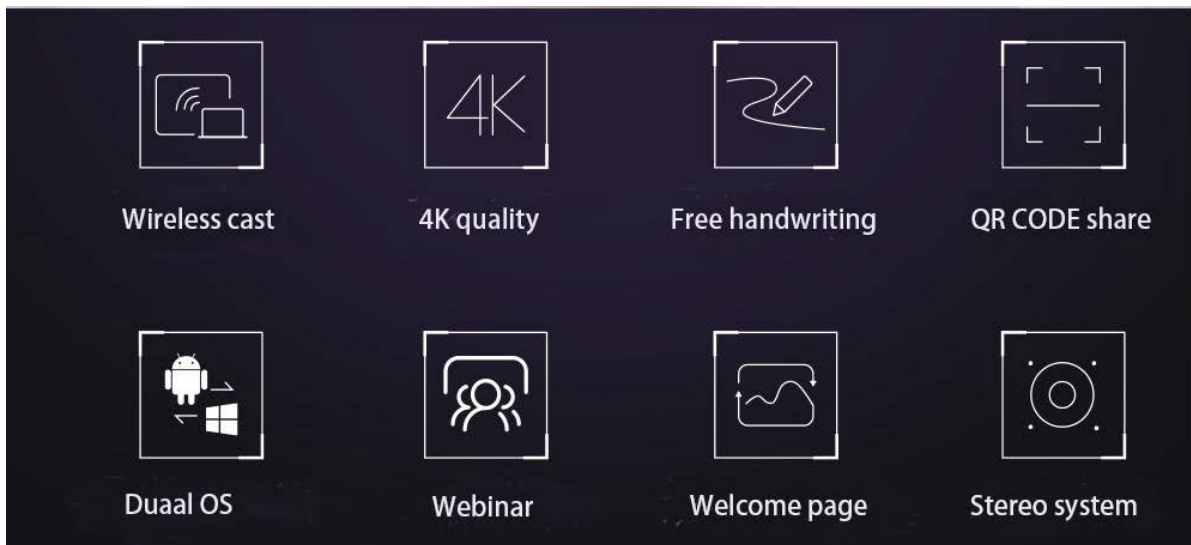 4K
Wireless cast
4K quality
Free handwriting
QR CODE share
Duaal OS
Webinar
Welcome page
Stereo system